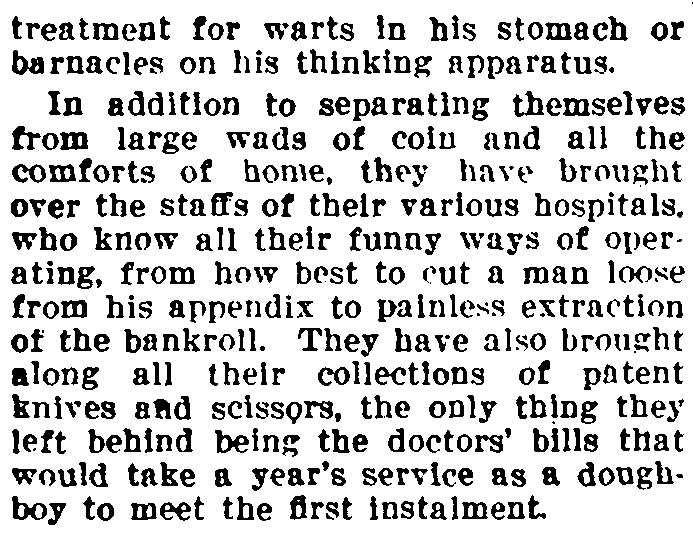 treatment for warts in his stomach or
barnacles on his thinking apparatus.
In addition to separating themselves
from large wads of coin and all the
comforts of home, they have brought
over the staffs of their various hospitals,
who know all their funny ways of oper-
ating, from how best to cut a man loose
from his appendix to painless extraction
of the bankroll. They have also brought
along all their collections of patent
knives and scissors, the only thing they
left behind being the doctors' bills that
would take a year's service as a dough-
boy to meet the first instalment.